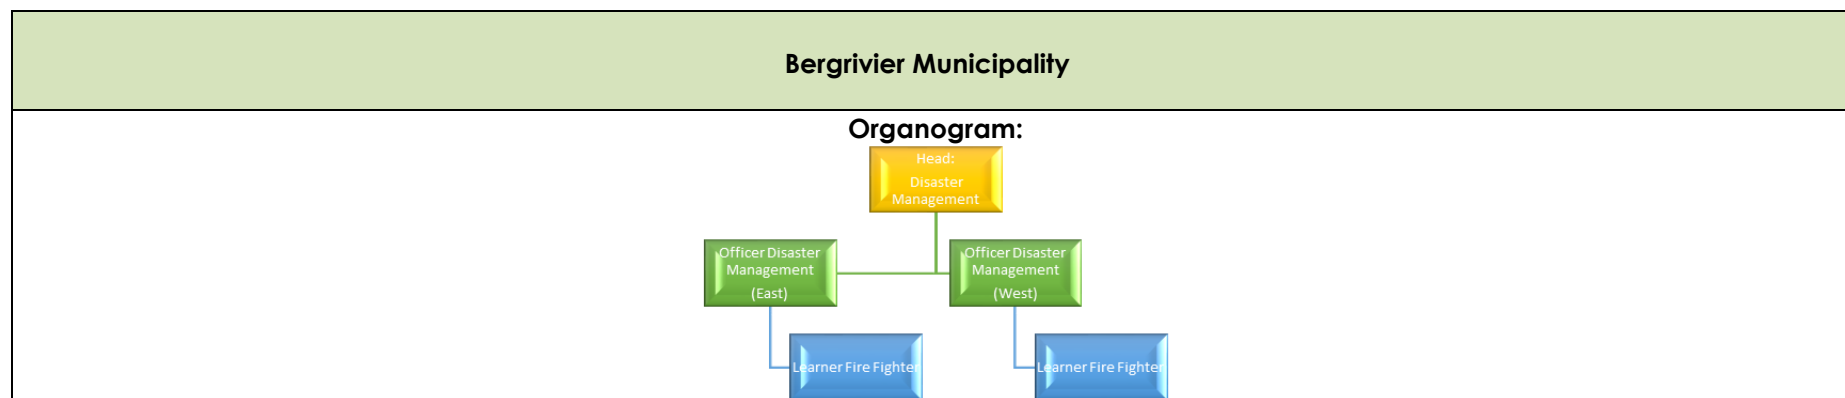 Bergrivier Municipality
Organogram:
Head:
Disaster
Management
Officer Disaster
Management
(East)
Officer Disaster
Management
(West)
Learner Fire Fighter
Learner Fire Fighter